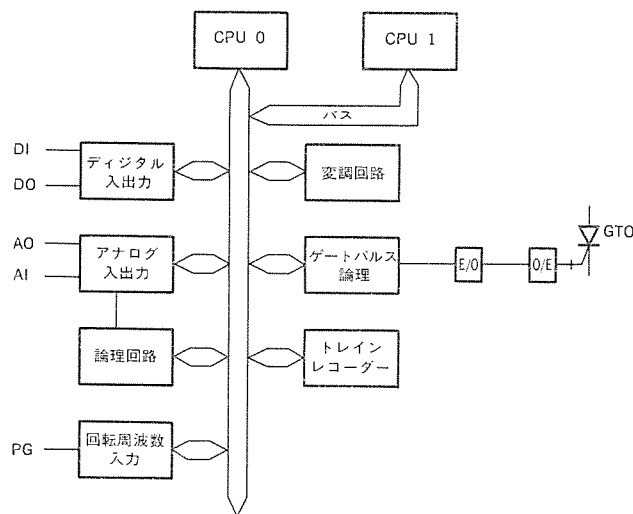 CPU 0
CPU 1
バス
DI
DO
ディジタル
入出力
変調回路
AO
AI
アナログ
入出力
ゲートパルス
論理
E/O
O/E
GTO
論理回路
トレイン
レコーダー
PG
回転周波数
入力